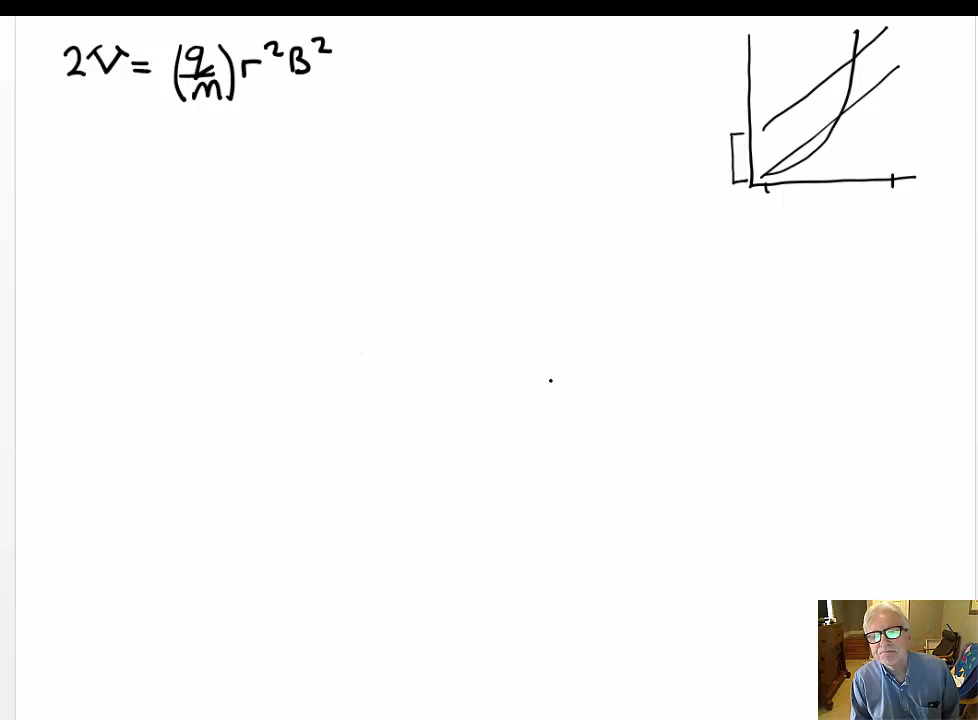 2V = (q/m) r²B²